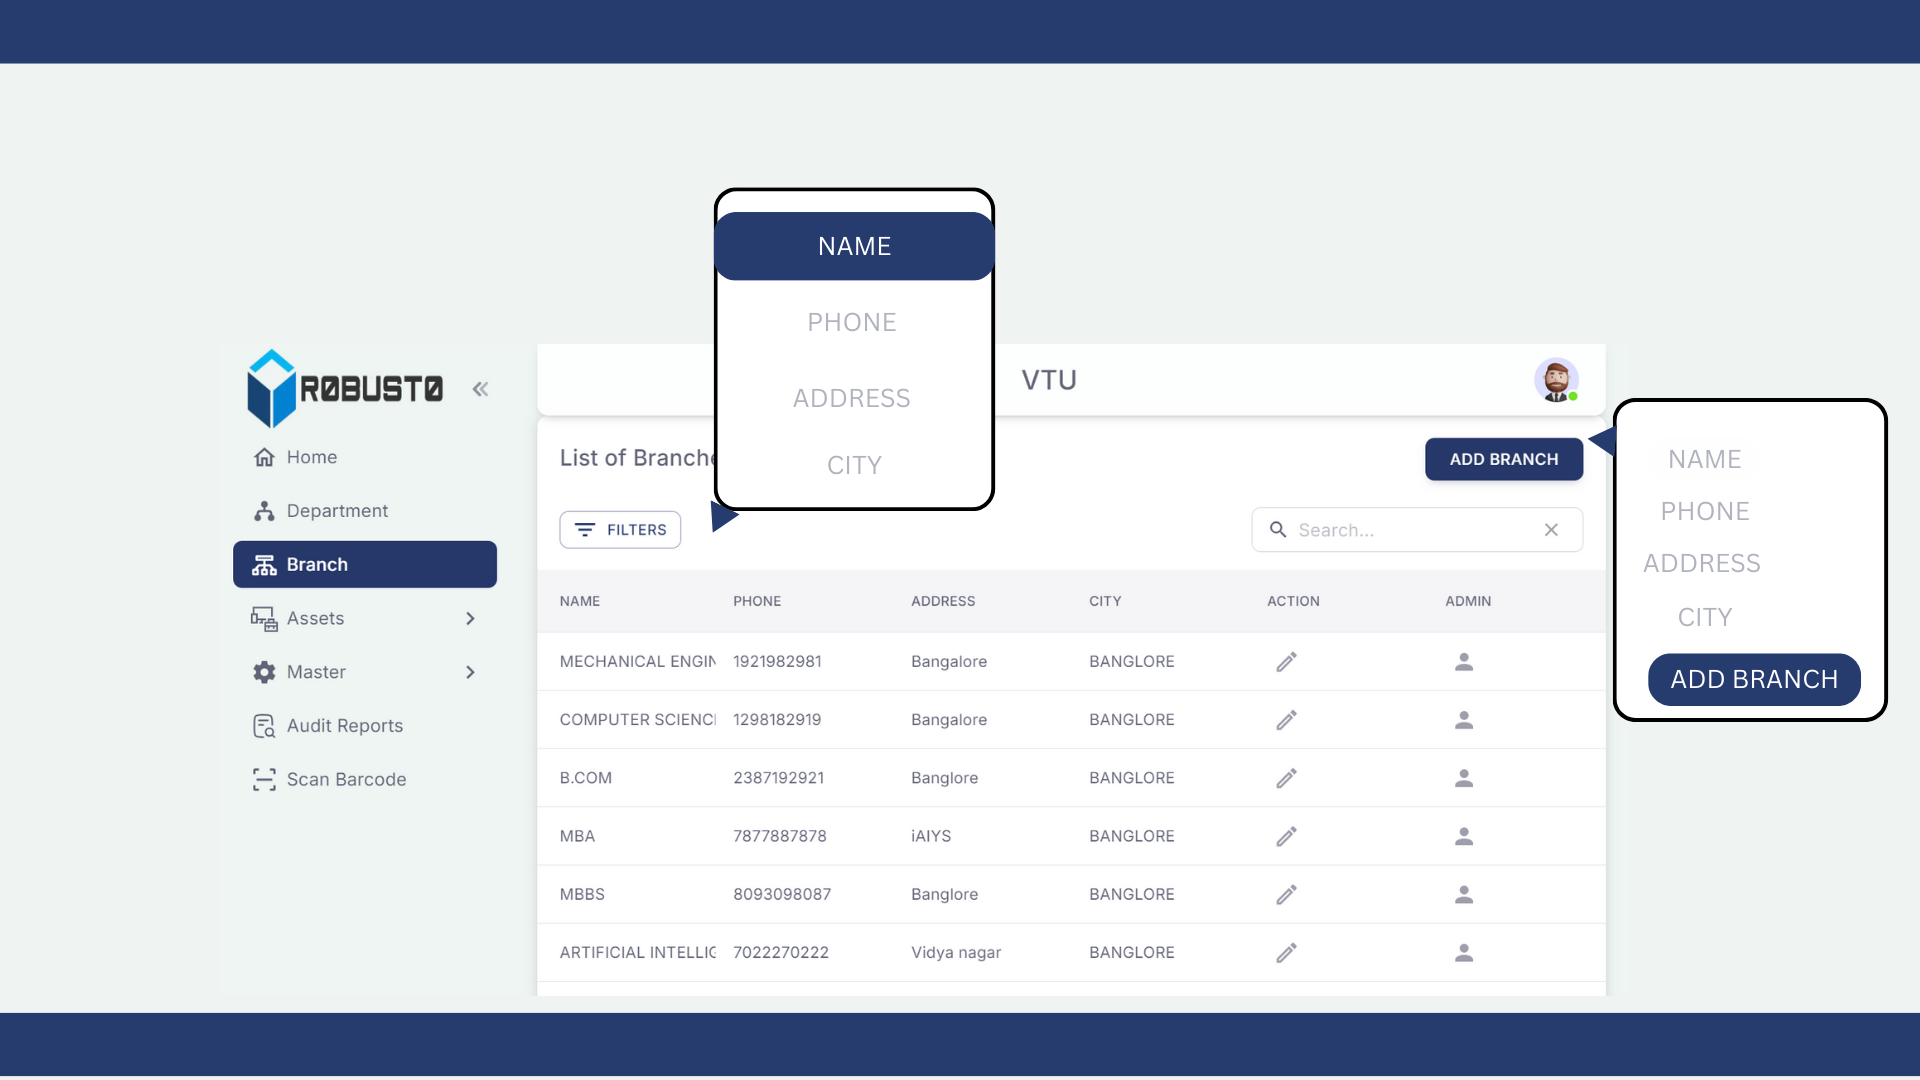 NAME
PHONE
ADDRESS
CITY
R0BUST0
VTU
Home
Department
Branch
Assets
Master
Audit Reports
Scan Barcode
List of Branche
ADD BRANCH
FILTERS
Search...
NAME PHONE ADDRESS CITY ACTION ADMIN
MECHANICAL ENGIN 1921982981 Bangalore BANGLORE
COMPUTER SCIENCI 1298182919 Bangalore BANGLORE
B.COM 2387192921 Banglore BANGLORE
MBA 7877887878 iAIYS BANGLORE
MBBS 8093098087 Banglore BANGLORE
ARTIFICIAL INTELLIG 7022270222 Vidya nagar BANGLORE
NAME
PHONE
ADDRESS
CITY
ADD BRANCH